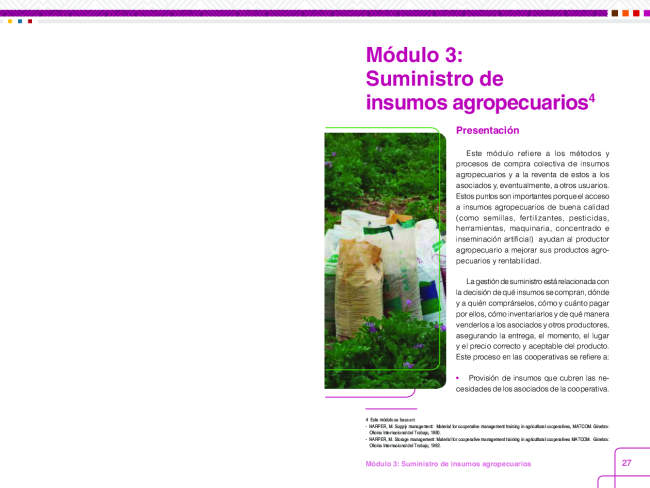 Módulo 3:
Suministro de
insumos agropecuarios4
Presentación
Este módulo refiere a los métodos y
procesos de compra colectiva de insumos
agropecuarios y a la reventa de estos a los
asociados y, eventualmente, a otros usuarios.
Estos puntos son importantes porque el acceso
a insumos agropecuarios de buena calidad
(como semillas, fertilizantes, pesticidas,
herramientas, maquinaria, concentrado e
inseminación artificial) ayudan al productor
agropecuario a mejorar sus productos agro-
pecuarios y rentabilidad.
La gestión de suministro está relacionada con
la decisión de qué insumos se compran, dónde
y a quién comprárselos, cómo y cuánto pagar
por ellos, cómo inventariarlos y de qué manera
venderlos a los asociados y otros productores,
asegurando la entrega, el momento, el lugar
y el precio correcto y aceptable del producto.
Este proceso en las cooperativas se refiere a:
• Provisión de insumos que cubren las ne-
cesidades de los asociados de la cooperativa.
4 Este módulo se basa en:
- HARPER, M. Supply management: Material for cooperative management training in agricultural cooperatives, MATCOM. Ginebra:
Oficina Internacional del Trabajo, 1990.
- HARPER, M. Storage management: Material for cooperative management training in agricultural cooperatives MATCOM. Ginebra:
Oficina Internacional del Trabajo, 1982.
Módulo 3: Suministro de insumos agropecuarios
27